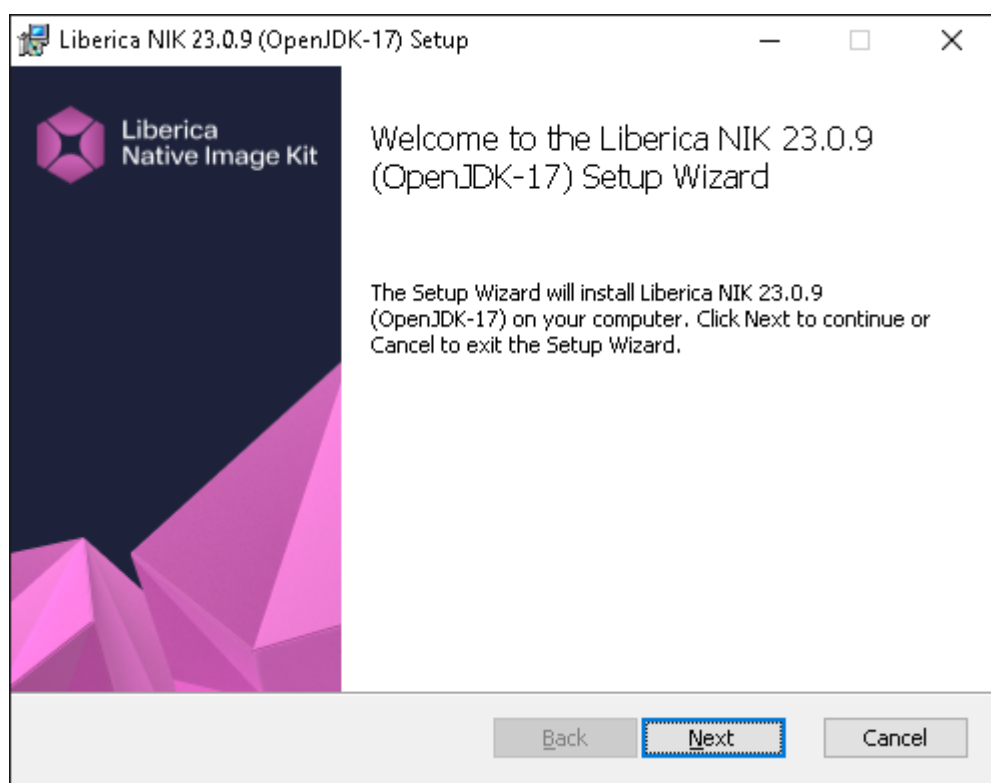 Liberica NIK 23.0.9 (OpenJDK-17) Setup
Liberica
Native Image Kit
Welcome to the Liberica NIK 23.0.9
(OpenJDK-17) Setup Wizard
The Setup Wizard will install Liberica NIK 23.0.9
(OpenJDK-17) on your computer. Click Next to continue or
Cancel to exit the Setup Wizard.
Back
Next
Cancel